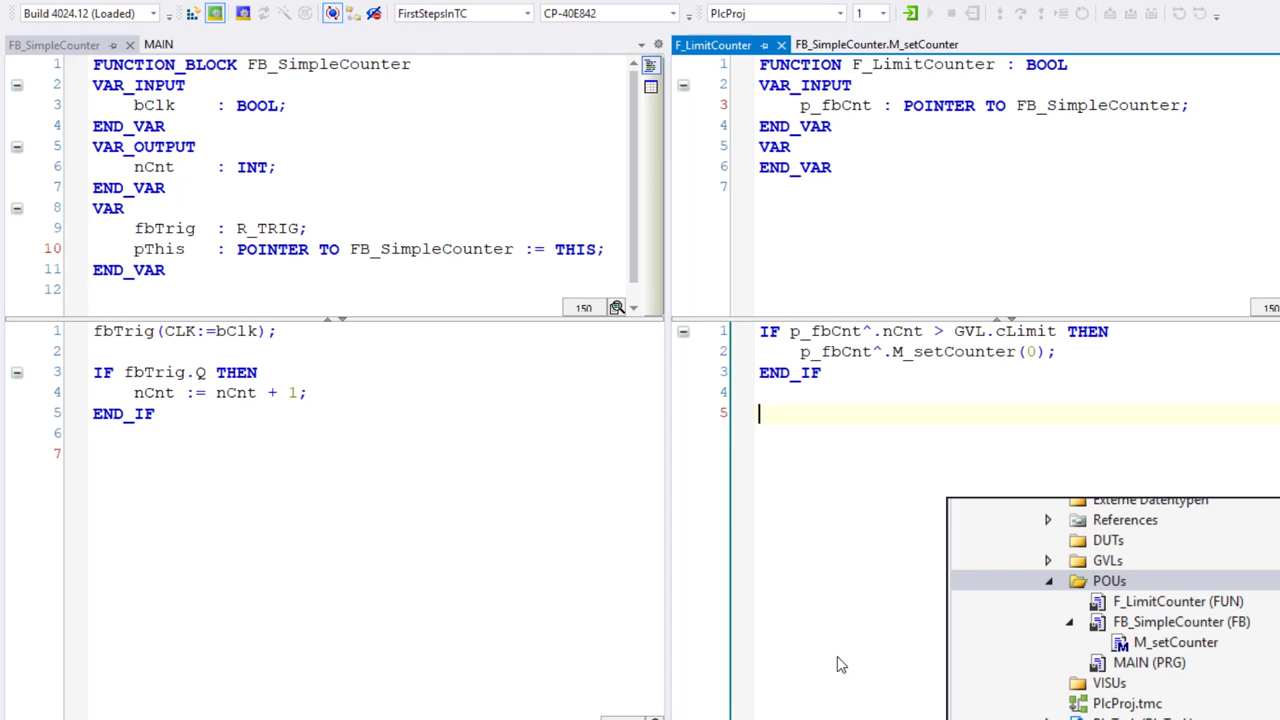 Build 4024.12 (Loaded) FirstStepsInTC CP-40E842 PlcProj 1
FB_SimpleCounter MAIN
1 FUNCTION_BLOCK FB_SimpleCounter
2 VAR_INPUT
3 bClk : BOOL;
4 END_VAR
5 VAR_OUTPUT
6 nCnt : INT;
7 END_VAR
8 VAR
9 fbTrig : R_TRIG;
10 pThis : POINTER TO FB_SimpleCounter := THIS;
11 END_VAR
12
150
1 fbTrig(CLK:=bClk);
2
3 IF fbTrig.Q THEN
4 nCnt := nCnt + 1;
5 END_IF
6
7
F_LimitCounter FB_SimpleCounter.M_setCounter
1 FUNCTION F_LimitCounter : BOOL
2 VAR_INPUT
3 p_fbCnt : POINTER TO FB_SimpleCounter;
4 END_VAR
5 VAR
6 END_VAR
7
150
1 IF p_fbCnt^.nCnt > GVL.cLimit THEN
2 p_fbCnt^.M_setCounter(0);
3 END_IF
4
5
Externe Datentypen
References
DUTs
GVLs
POUs
F_LimitCounter (FUN)
FB_SimpleCounter (FB)
M_setCounter
MAIN (PRG)
VISUs
PlcProj.tmc